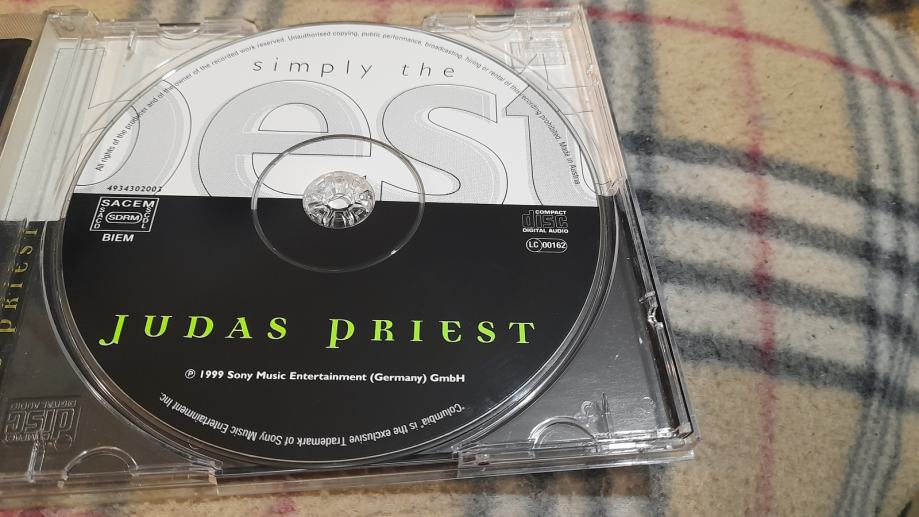 All rights of the producer and of the owner of the recorded work reserved. Unauthorised copying, public performance, broadcasting, hiring or rental of this recording prohibited. Made in Austria
simply the
best
4934302003
SACEM
SACD SDRM SGDL
BIEM
COMPACT
disc
DIGITAL AUDIO
LC 00162
JUDAS PRIEST
℗ 1999 Sony Music Entertainment (Germany) GmbH
"Columbia" is the exclusive Trademark of Sony Music Entertainment Inc.
PRIEST
disc
DIGITAL AUDIO